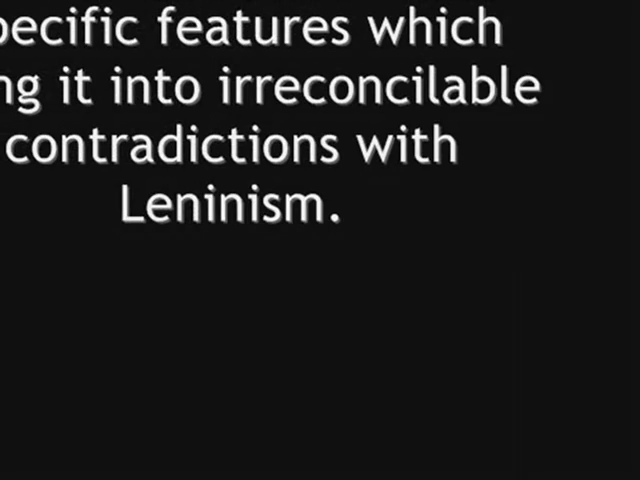 pecific features which
ng it into irreconcilable
contradictions with
Leninism.